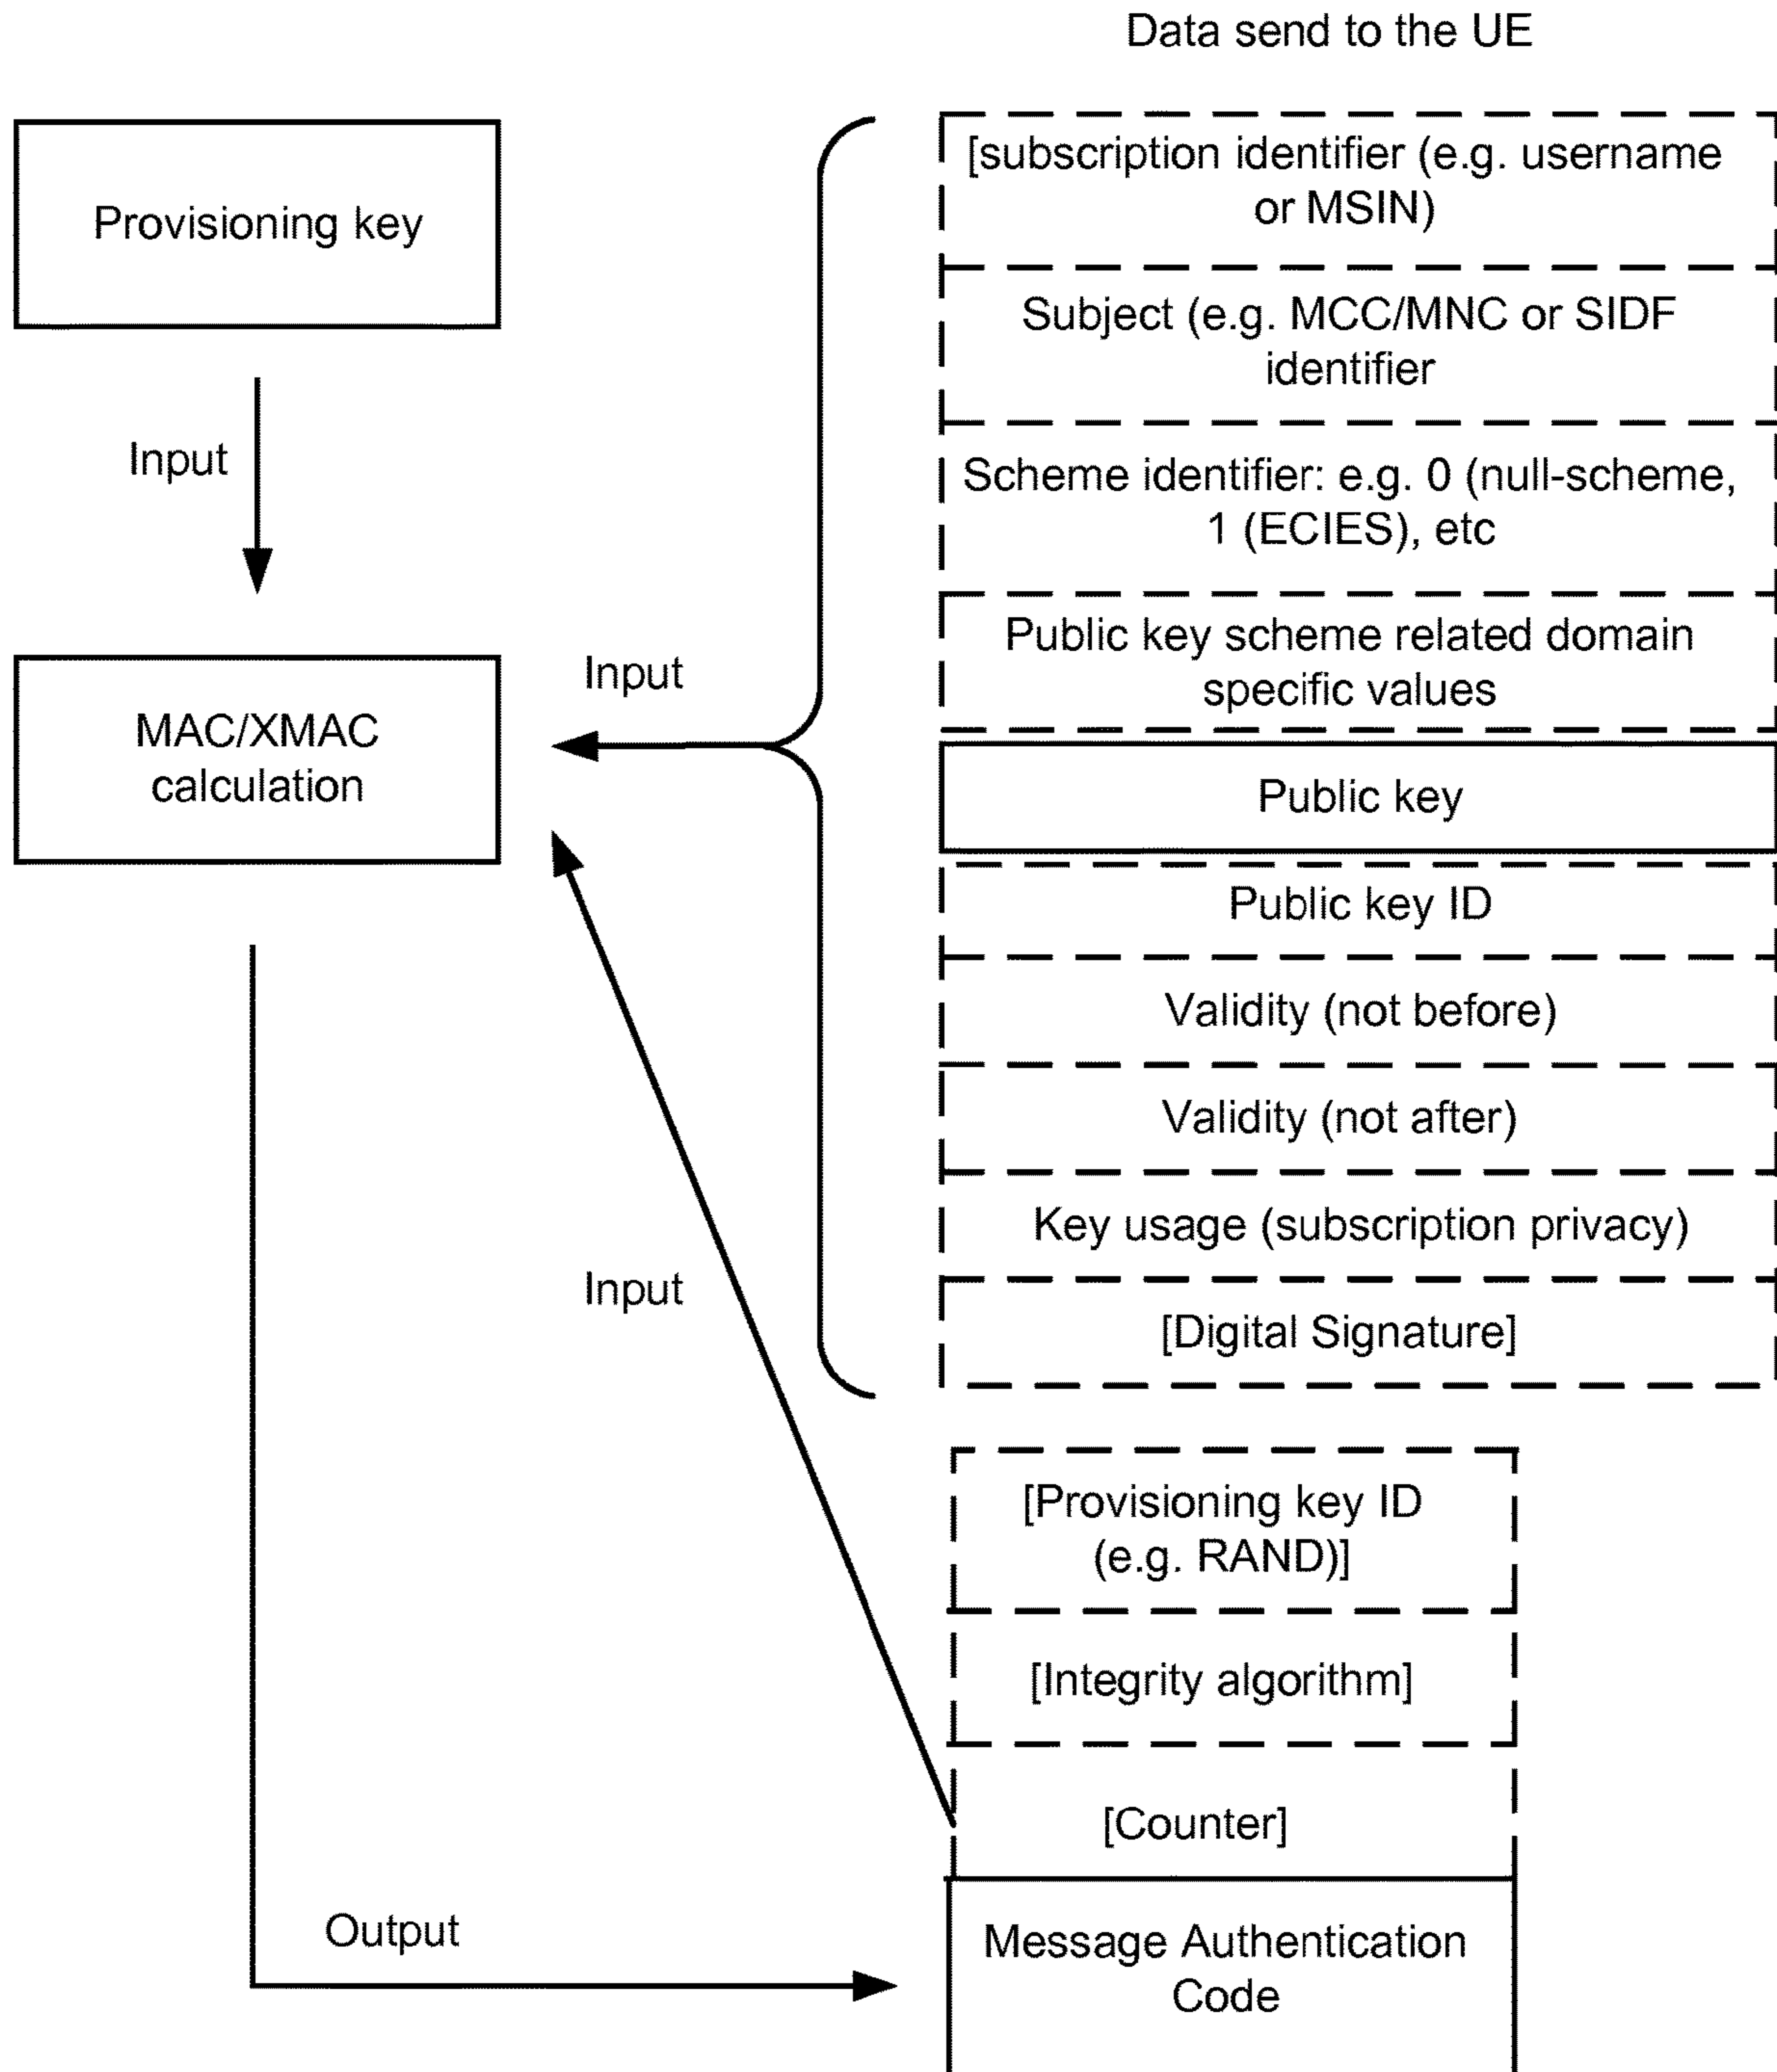 Data send to the UE
Provisioning key
Input
MAC/XMAC
calculation
Input
Input
Output
[subscription identifier (e.g. username
or MSIN)
Subject (e.g. MCC/MNC or SIDF
identifier
Scheme identifier: e.g. 0 (null-scheme,
1 (ECIES), etc
Public key scheme related domain
specific values
Public key
Public key ID
Validity (not before)
Validity (not after)
Key usage (subscription privacy)
[Digital Signature]
[Provisioning key ID
(e.g. RAND)]
[Integrity algorithm]
[Counter]
Message Authentication
Code